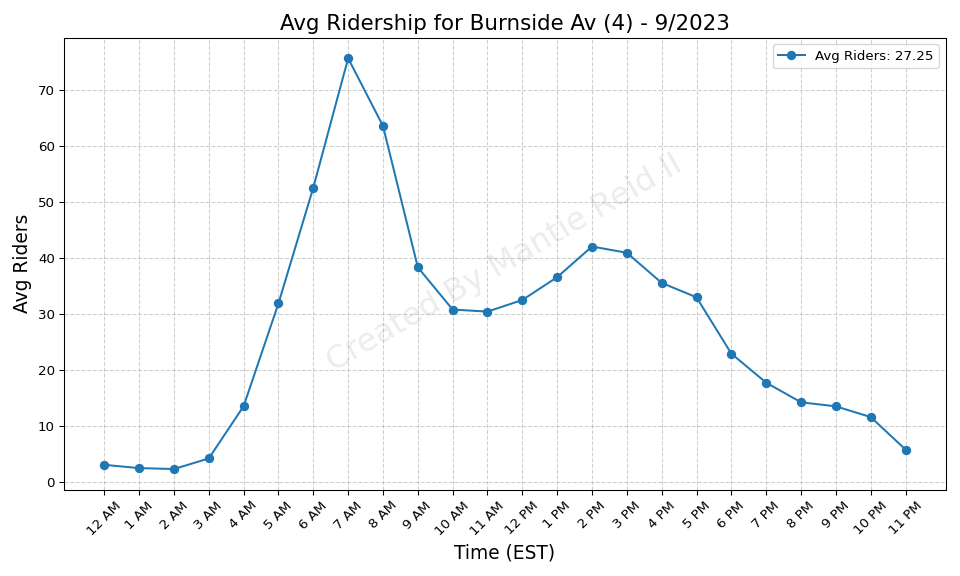 Avg Ridership for Burnside Av (4) - 9/2023
Avg Riders: 27.25
Avg Riders
70
60
50
40
30
20
10
0
Created By Mantie Reid II
12 AM
1 AM
2 AM
3 AM
4 AM
5 AM
6 AM
7 AM
8 AM
9 AM
10 AM
11 AM
12 PM
1 PM
2 PM
3 PM
4 PM
5 PM
6 PM
7 PM
8 PM
9 PM
10 PM
11 PM
Time (EST)